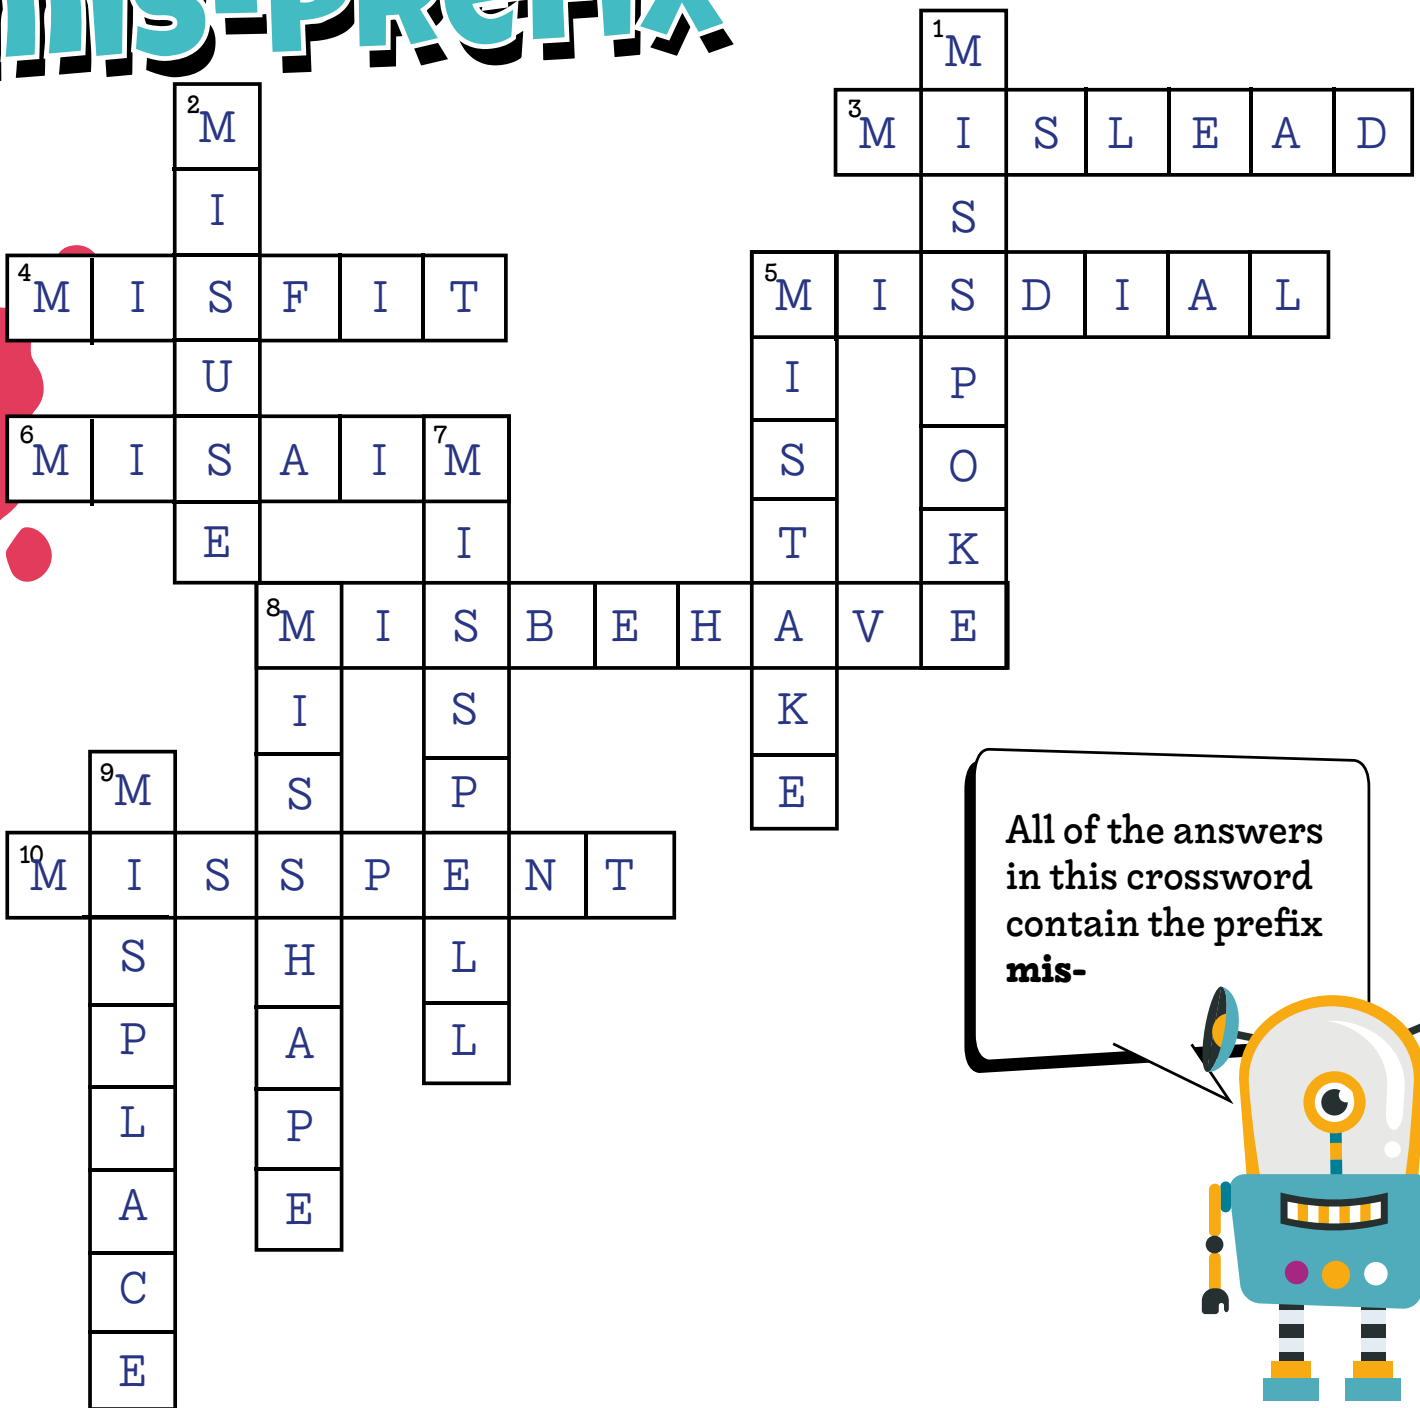 mis-prefix
1 M
2 M 3 M I S L E A D
I S
4 M I S F I T 5 M I S D I A L
U I P
6 M I S A I 7 M S O
E I T K
8 M I S B E H A V E
I S K
9 M S P E
10 M I S S P E N T
S H L
P A L
L P
A E
C
E
All of the answers
in this crossword
contain the prefix
mis-